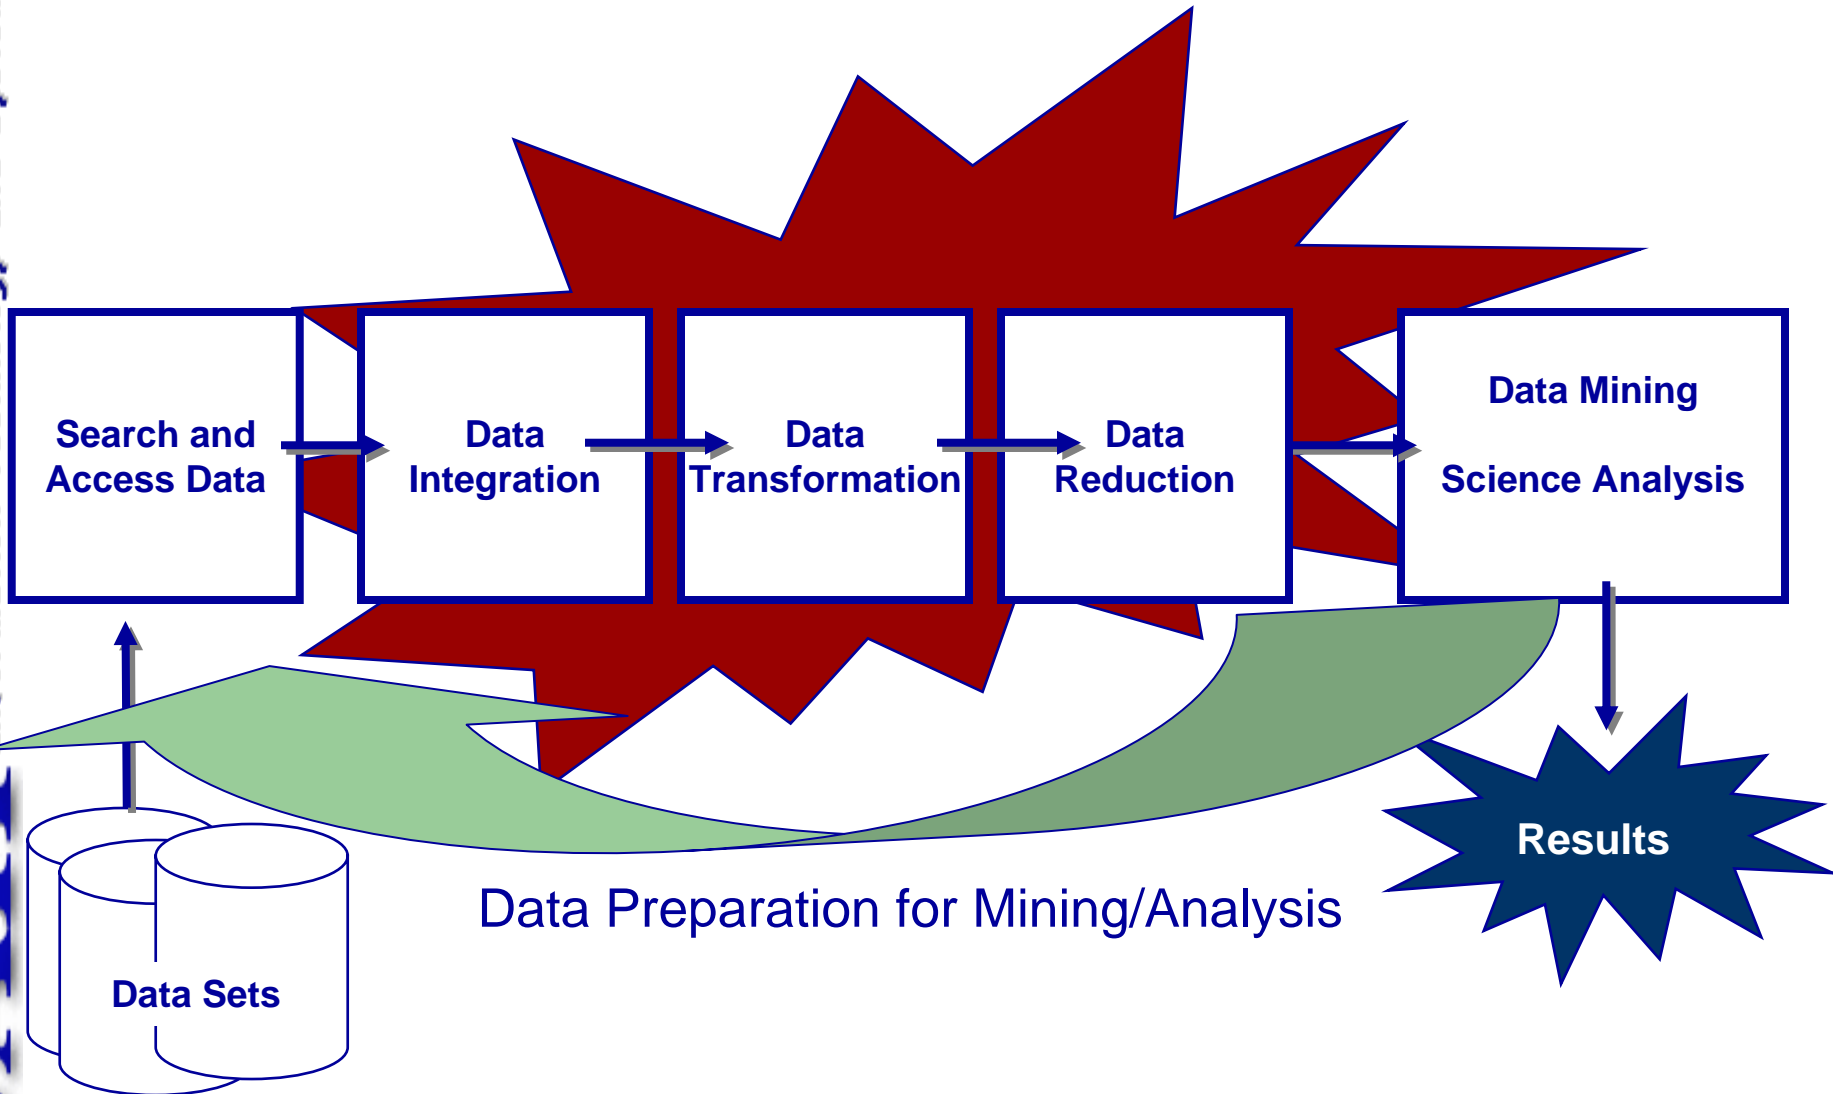 Search and
Access Data
Data
Integration
Data
Transformation
Data
Reduction
Data Mining
Science Analysis
Results
Data Preparation for Mining/Analysis
Data Sets